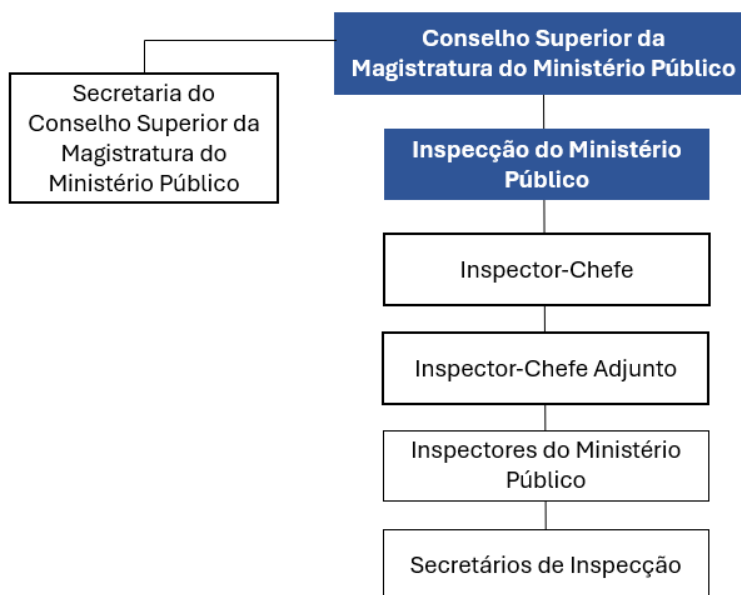 Conselho Superior da
Magistratura do Ministério Público
Secretaria do
Conselho Superior da
Magistratura do
Ministério Público
Inspecção do Ministério
Público
Inspector-Chefe
Inspector-Chefe Adjunto
Inspectores do Ministério
Público
Secretários de Inspecção